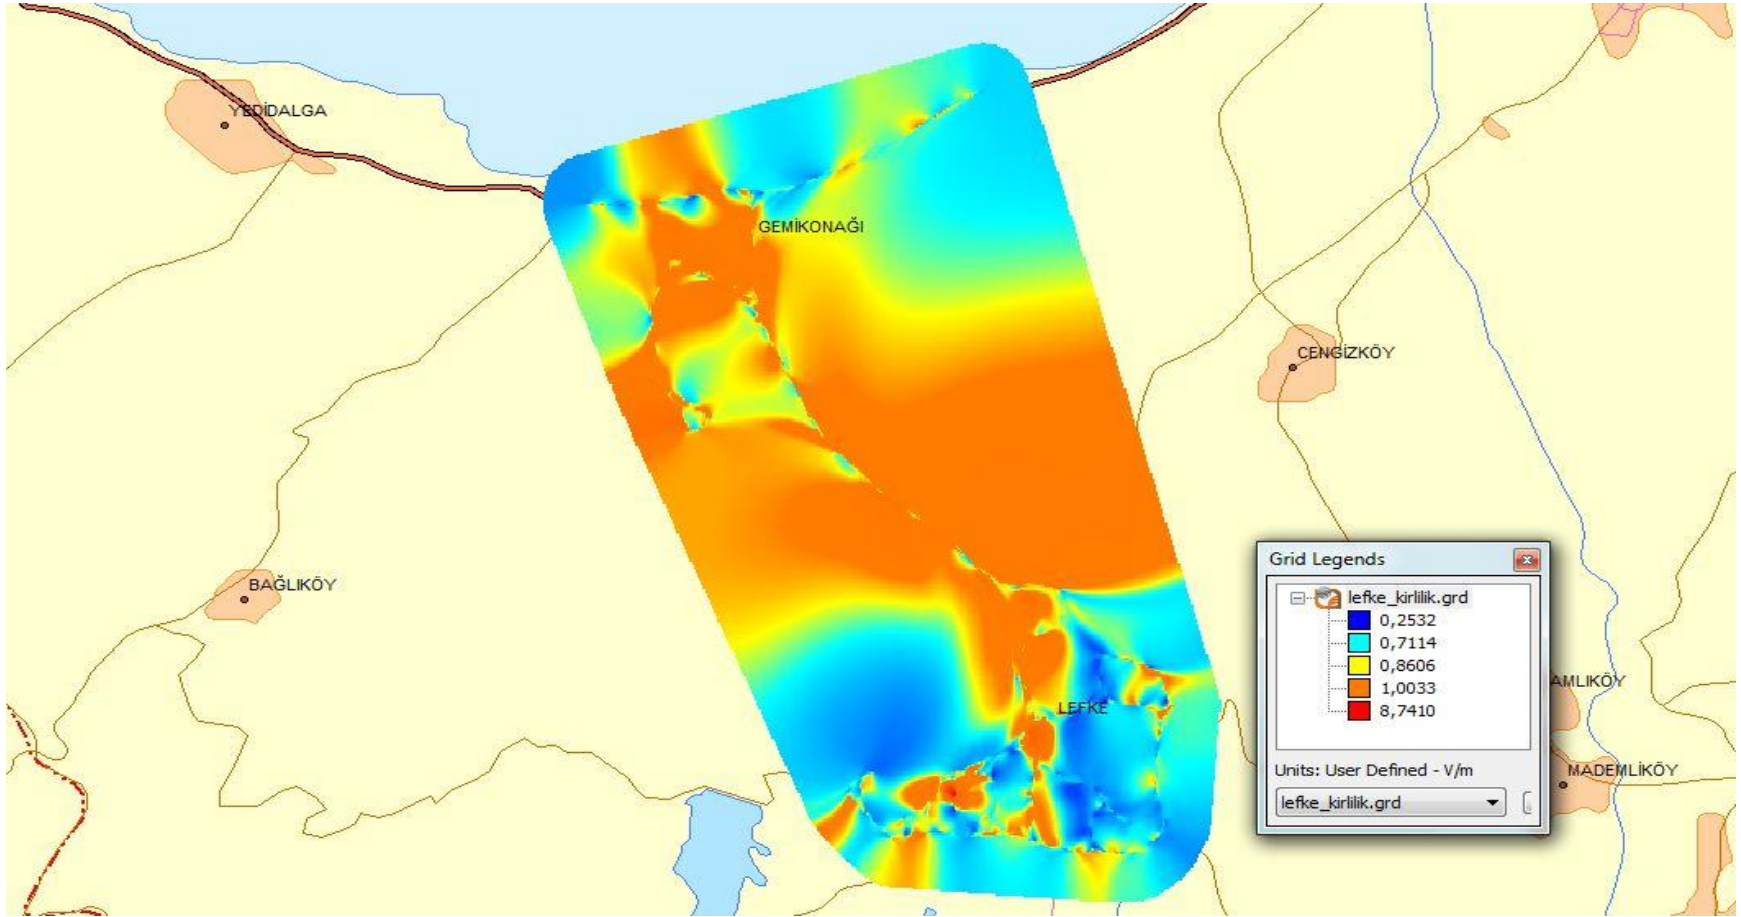 YEDİDALGA
GEMİKONAĞI
CENGİZKÖY
BAĞLIKÖY
LEFKE
AMLIKÖY
MADEMLİKÖY
Grid Legends
lefke_kirlilik.grd
0,2532
0,7114
0,8606
1,0033
8,7410
Units: User Defined - V/m
lefke_kirlilik.grd